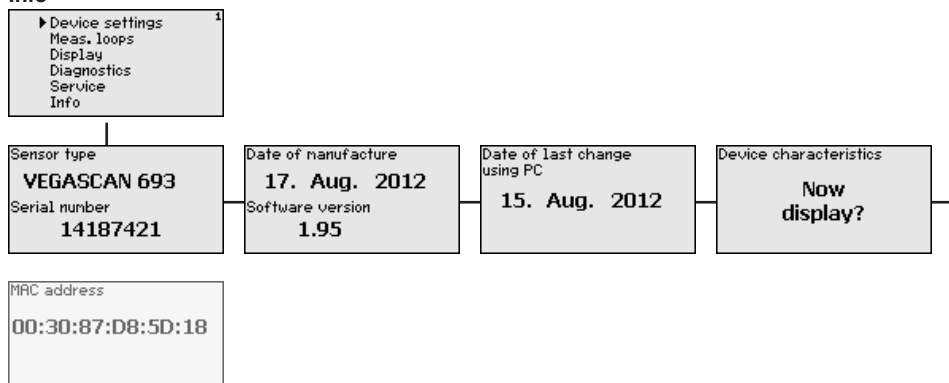 Device settings 1
Meas. loops
Display
Diagnostics
Service
Info
Sensor type
VEGASCAN 693
Serial number
14187421
Date of manufacture
17. Aug. 2012
Software version
1.95
Date of last change
using PC
15. Aug. 2012
Device characteristics
Now
display?
MAC address
00:30:87:D8:5D:18